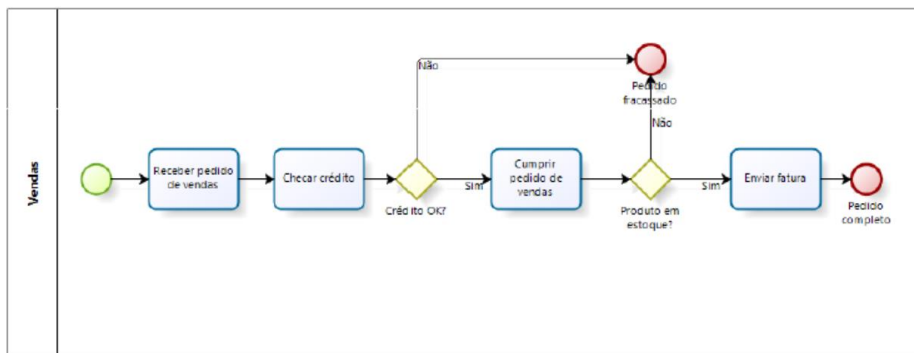 Vendas
Receber pedido
de vendas
Checar crédito
Crédito OK?
Não
Sim
Cumprir
pedido de
vendas
Produto em
estoque?
Não
Pedido
fracassado
Sim
Enviar fatura
Pedido
completo